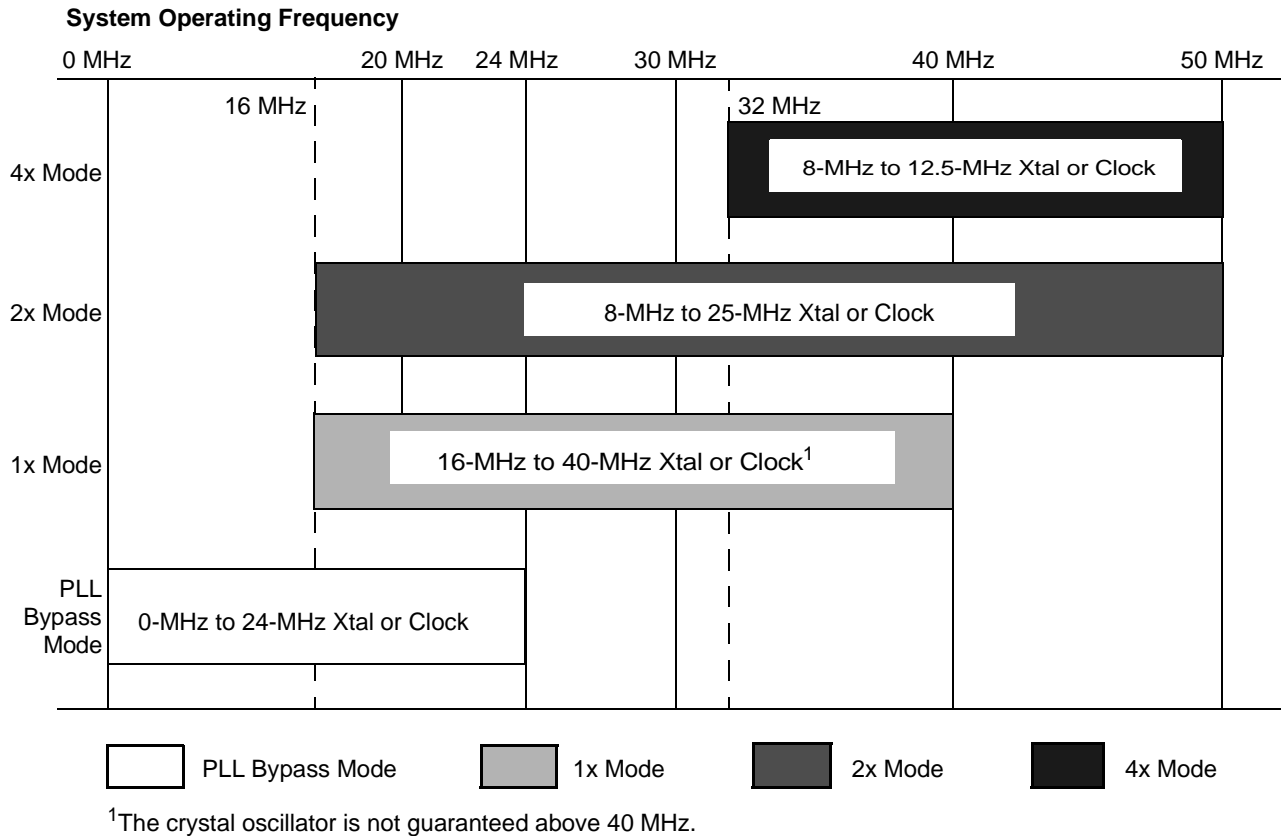 System Operating Frequency
0 MHz 20 MHz 24 MHz 30 MHz 40 MHz 50 MHz
16 MHz 32 MHz
4x Mode 8-MHz to 12.5-MHz Xtal or Clock
2x Mode 8-MHz to 25-MHz Xtal or Clock
1x Mode 16-MHz to 40-MHz Xtal or Clock¹
PLL
Bypass
Mode
0-MHz to 24-MHz Xtal or Clock
PLL Bypass Mode 1x Mode 2x Mode 4x Mode
¹The crystal oscillator is not guaranteed above 40 MHz.